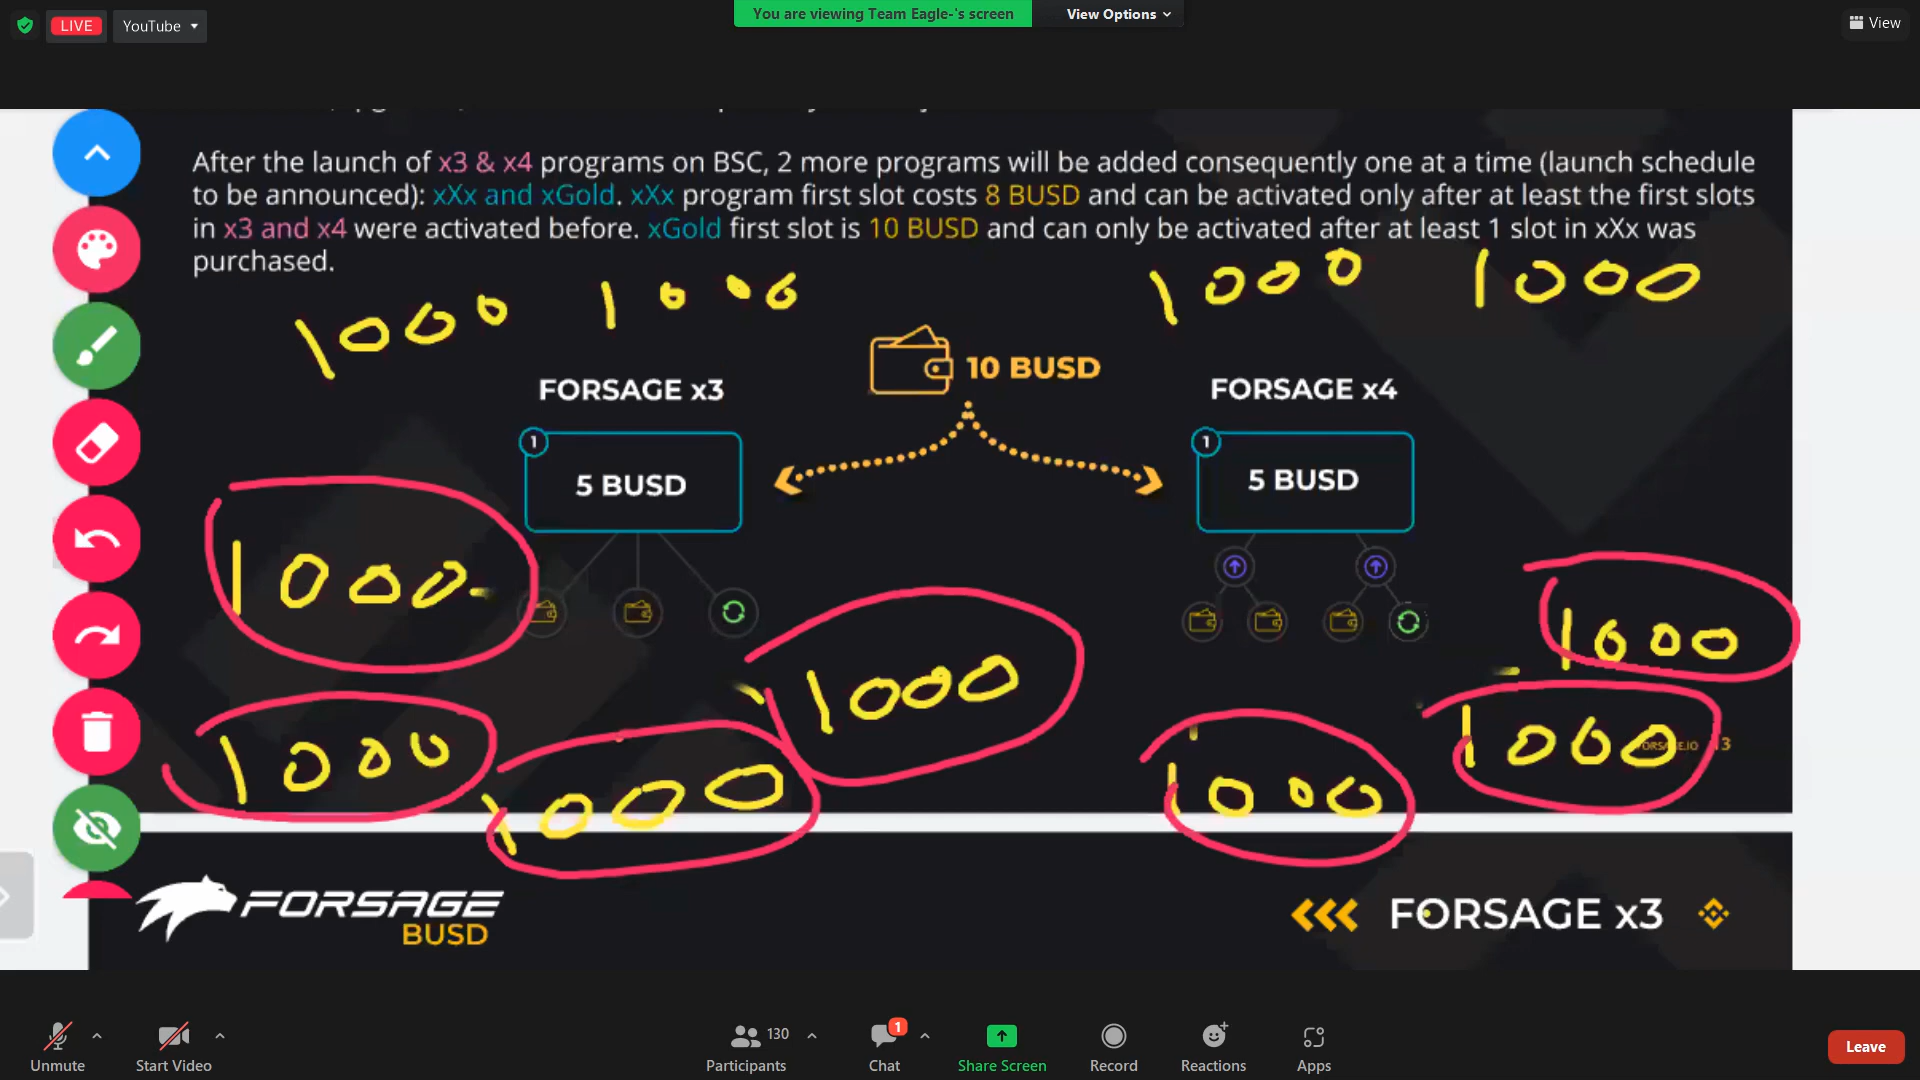 LIVE
YouTube
You are viewing Team Eagle-'s screen
View Options
View
After the launch of x3 & x4 programs on BSC, 2 more programs will be added consequently one at a time (launch schedule
to be announced): xXx and xGold. xXx program first slot costs 8 BUSD and can be activated only after at least the first slots
in x3 and x4 were activated before. xGold first slot is 10 BUSD and can only be activated after at least 1 slot in xXx was
purchased.
1000 1000 1000 1000
10 BUSD
FORSAGE x3
FORSAGE x4
1
5 BUSD
1
5 BUSD
1000-
1000
1000
1000
1000
1000
1000
FORSAGE
BUSD
FORSAGE x3
Unmute
Start Video
Participants
130
Chat
1
Share Screen
Record
Reactions
Apps
Leave